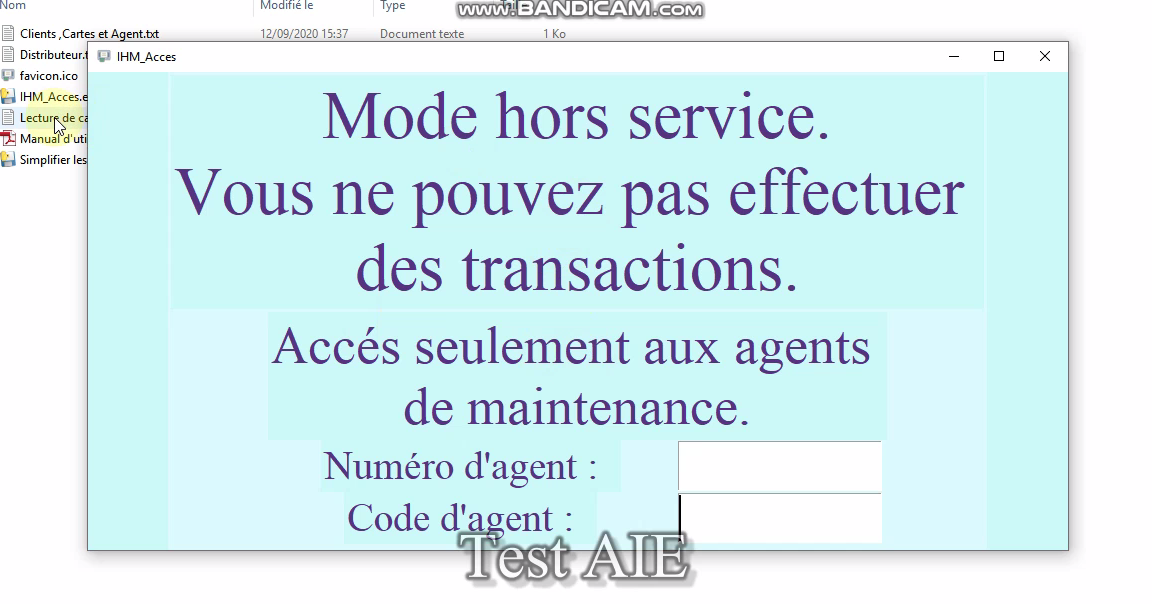 Nom Modifié le Type
www.BANDICAM.com
Clients ,Cartes et Agent.txt 12/09/2020 15:37 Document texte 1 Ko
Distributeur.t
favicon.ico
IHM_Acces.e
Lecture de ca
Manual d'uti
Simplifier les
IHM_Acces
Mode hors service.
Vous ne pouvez pas effectuer
des transactions.
Accés seulement aux agents
de maintenance.
Numéro d'agent :
Code d'agent :
Test AIE